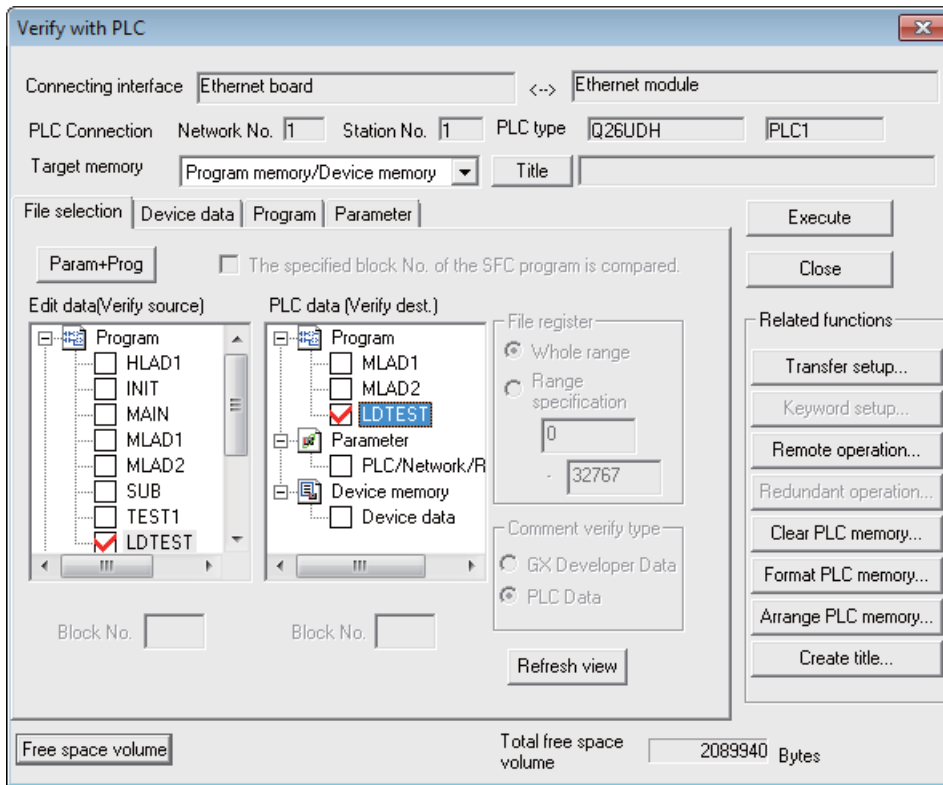 Verify with PLC
Connecting interface Ethernet board <--> Ethernet module
PLC Connection Network No. 1 Station No. 1 PLC type Q26UDH PLC1
Target memory Program memory/Device memory Title
File selection Device data Program Parameter
Execute
Param+Prog The specified block No. of the SFC program is compared.
Close
Edit data(Verify source)
Program
HLAD1
INIT
MAIN
MLAD1
MLAD2
SUB
TEST1
LDTEST
Block No.
PLC data (Verify dest.)
Program
MLAD1
MLAD2
LDTEST
Parameter
PLC/Network/R
Device memory
Device data
Block No.
File register
Whole range
Range
specification
0
- 32767
Comment verify type
GX Developer Data
PLC Data
Refresh view
Related functions
Transfer setup...
Keyword setup...
Remote operation...
Redundant operation...
Clear PLC memory...
Format PLC memory...
Arrange PLC memory...
Create title...
Free space volume
Total free space
volume
2089940 Bytes